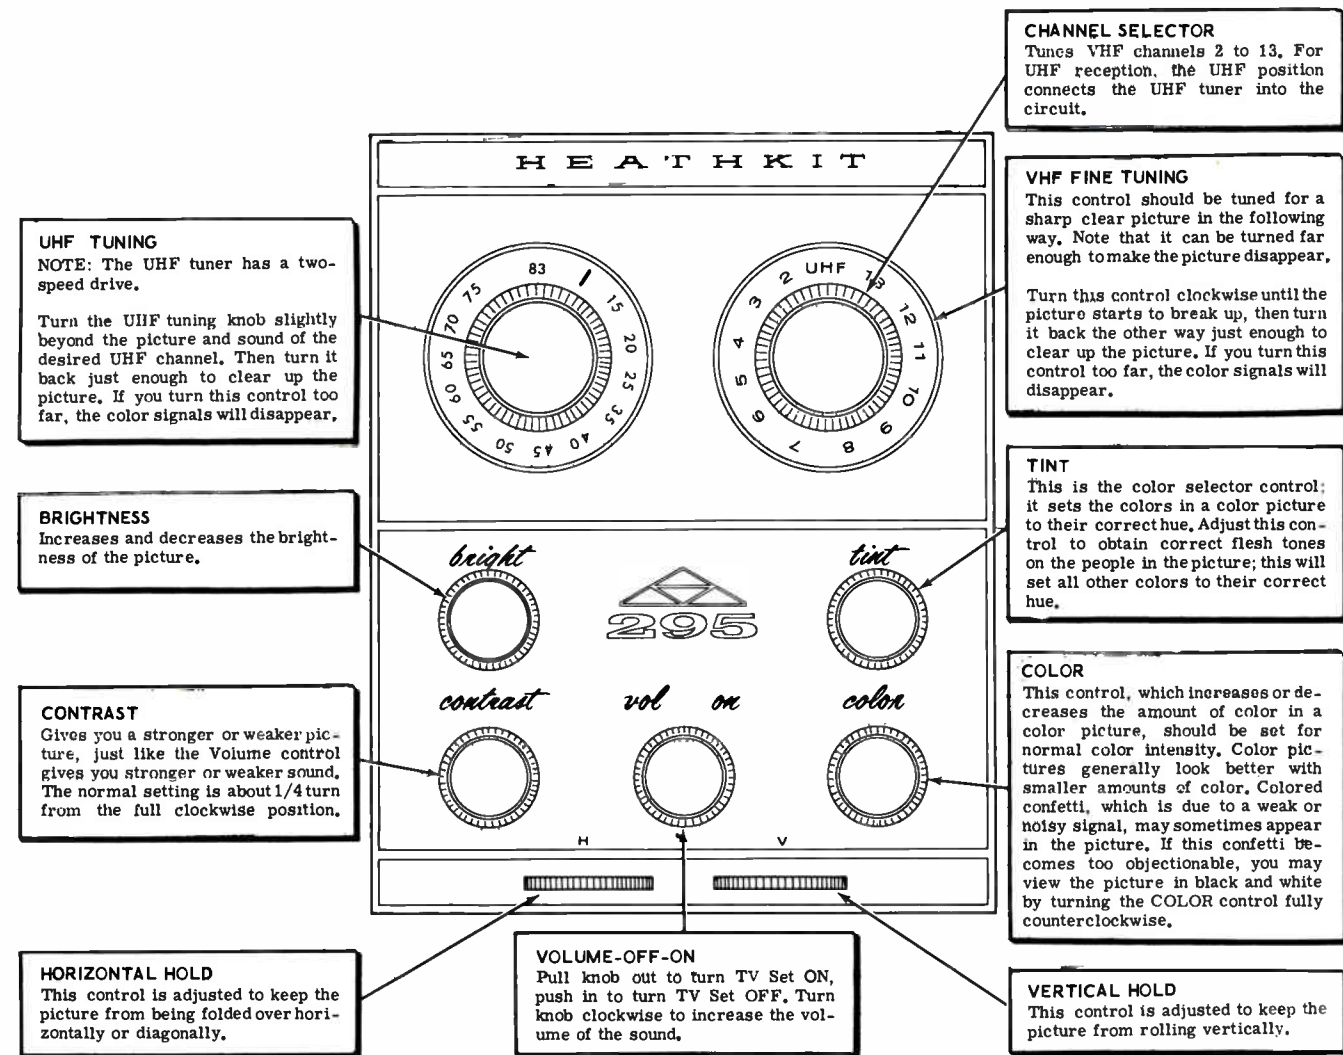 CHANNEL SELECTOR
Tunes VHF channels 2 to 13. For
UHF reception, the UHF position
connects the UHF tuner into the
circuit.
HEATHKIT
VHF FINE TUNING
This control should be tuned for a
sharp clear picture in the following
way. Note that it can be turned far
enough to make the picture disappear.
Turn this control clockwise until the
picture starts to break up, then turn
it back the other way just enough to
clear up the picture. If you turn this
control too far, the color signals will
disappear.
UHF TUNING
NOTE: The UHF tuner has a two-
speed drive.
Turn the UHF tuning knob slightly
beyond the picture and sound of the
desired UHF channel. Then turn it
back just enough to clear up the
picture. If you turn this control too
far, the color signals will disappear.
83
15
20
25
35
40
45
50
55
60
65
70
75
UHF
13
12
11
10
9
8
7
6
5
4
3
2
TINT
This is the color selector control;
it sets the colors in a color picture
to their correct hue. Adjust this con-
trol to obtain correct flesh tones
on the people in the picture; this will
set all other colors to their correct
hue.
BRIGHTNESS
Increases and decreases the bright-
ness of the picture.
bright
tint
295
CONTRAST
Gives you a stronger or weaker pic-
ture, just like the Volume control
gives you stronger or weaker sound.
The normal setting is about 1/4 turn
from the full clockwise position.
contrast
vol on
color
COLOR
This control, which increases or de-
creases the amount of color in a
color picture, should be set for
normal color intensity. Color pic-
tures generally look better with
smaller amounts of color. Colored
confetti, which is due to a weak or
noisy signal, may sometimes appear
in the picture. If this confetti be-
comes too objectionable, you may
view the picture in black and white
by turning the COLOR control fully
counterclockwise.
H
V
HORIZONTAL HOLD
This control is adjusted to keep the
picture from being folded over hori-
zontally or diagonally.
VOLUME-OFF-ON
Pull knob out to turn TV Set ON,
push in to turn TV Set OFF. Turn
knob clockwise to increase the vol-
ume of the sound.
VERTICAL HOLD
This control is adjusted to keep the
picture from rolling vertically.